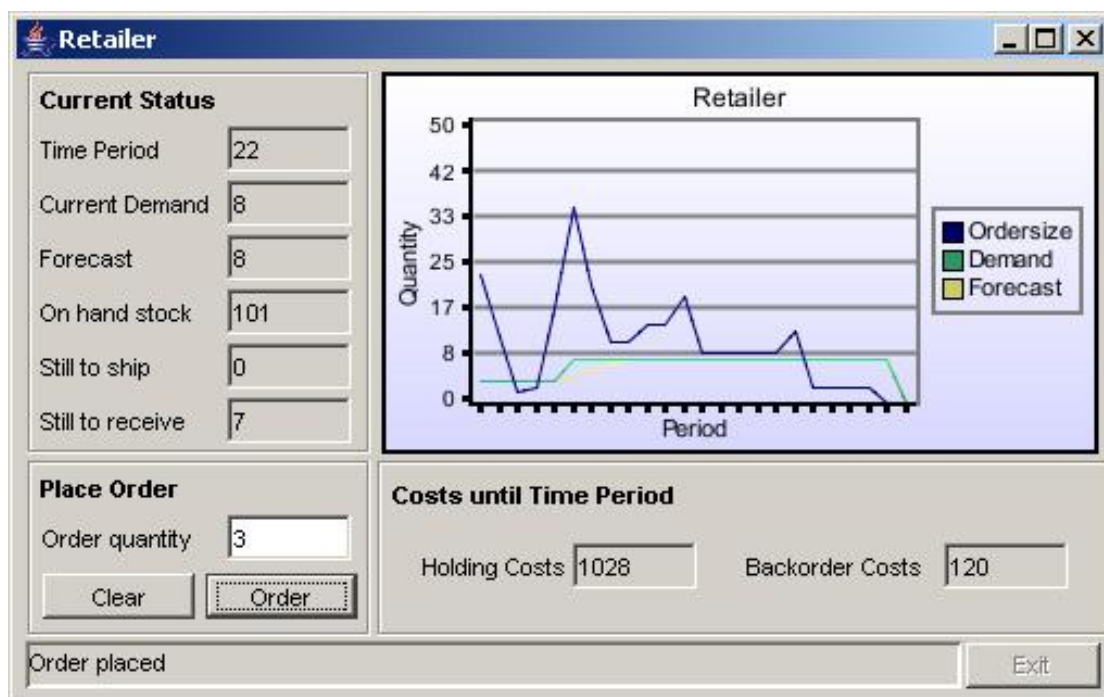 Retailer
Current Status
Time Period 22
Current Demand 8
Forecast 8
On hand stock 101
Still to ship 0
Still to receive 7
Retailer
50
42
33
25
17
8
0
Quantity
Period
Ordersize
Demand
Forecast
Place Order
Order quantity 3
Clear Order
Costs until Time Period
Holding Costs 1028 Backorder Costs 120
Order placed
Exit